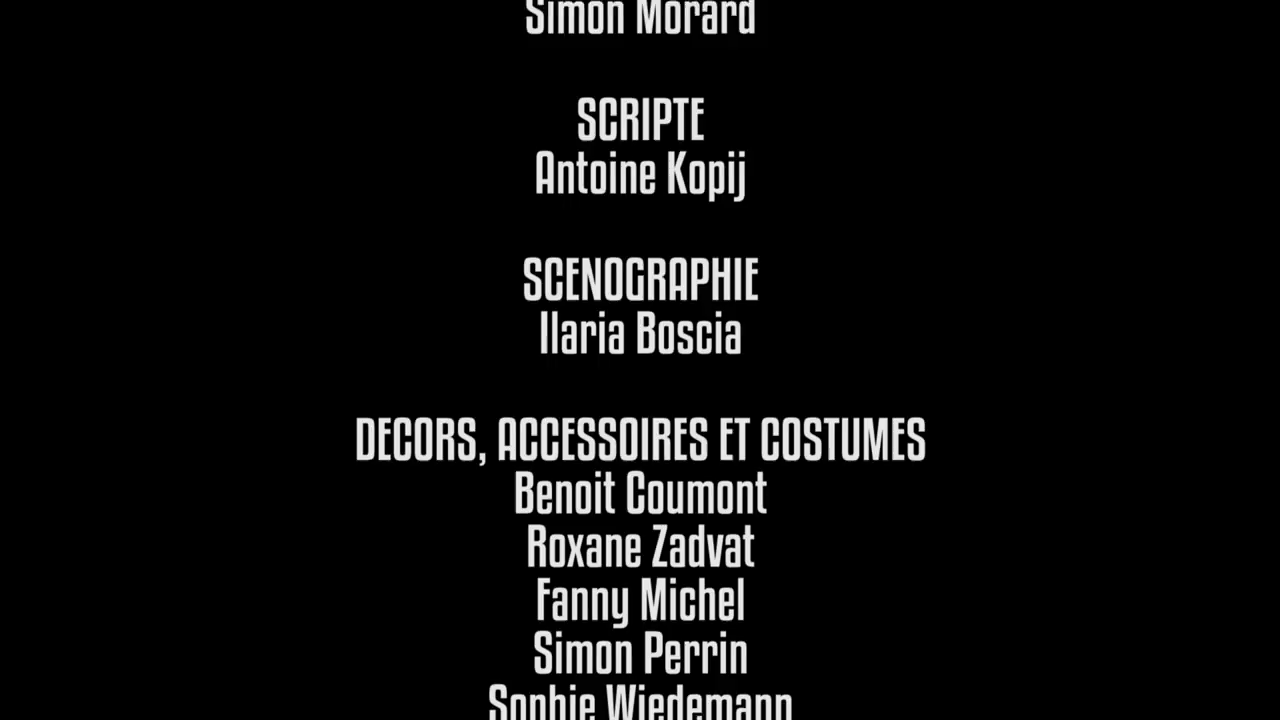 Simon Morard
SCRIPTE
Antoine Kopij
SCENOGRAPHIE
Ilaria Boscia
DECORS, ACCESSOIRES ET COSTUMES
Benoit Coumont
Roxane Zadvat
Fanny Michel
Simon Perrin
Sophie Wiedemann